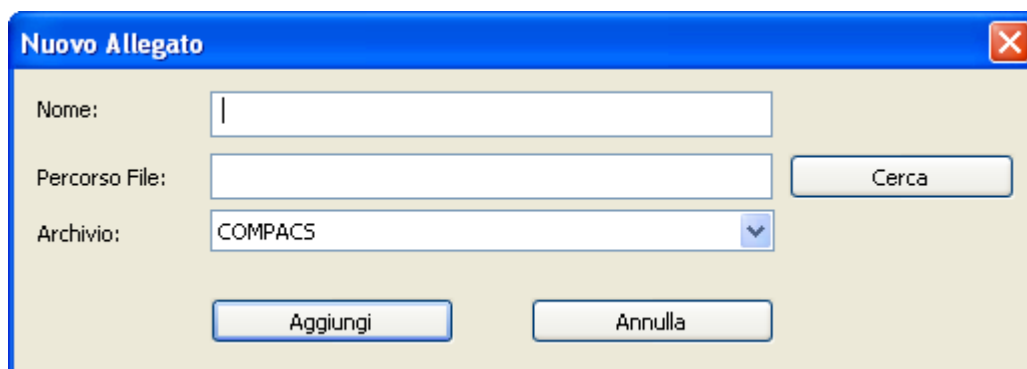 Nuovo Allegato
Nome:
Percorso File:
Cerca
Archivio:
COMPACS
Aggiungi
Annulla